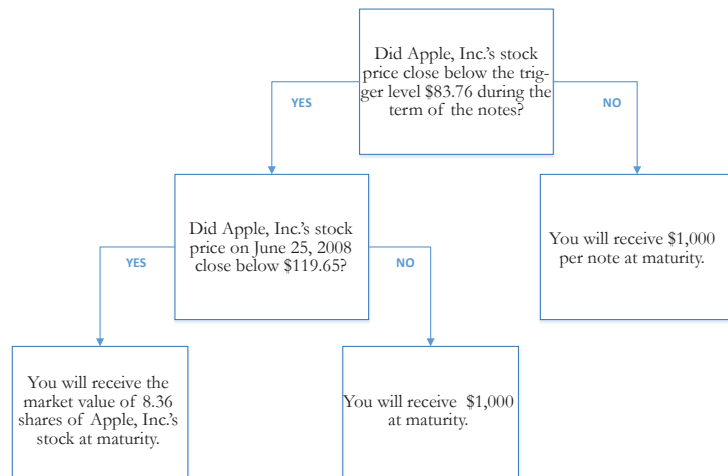 Did Apple, Inc.'s stock
price close below the trig-
ger level $83.76 during the
term of the notes?
YES
NO
Did Apple, Inc.'s stock
price on June 25, 2008
close below $119.65?
You will receive $1,000
per note at maturity.
YES
NO
You will receive the
market value of 8.36
shares of Apple, Inc.'s
stock at maturity.
You will receive $1,000
at maturity.